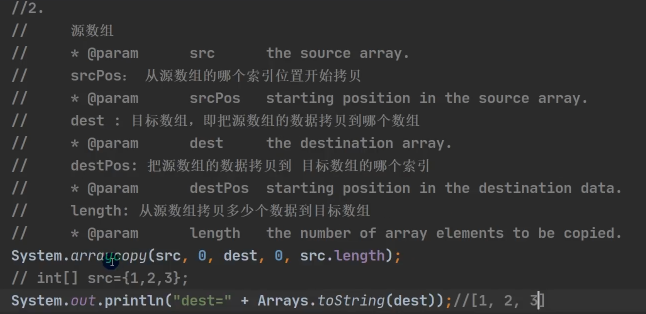 //2.
// 源数组
// * @param src the source array.
// srcPos： 从源数组的哪个索引位置开始拷贝
// * @param srcPos starting position in the source array.
// dest : 目标数组，即把源数组的数据拷贝到哪个数组
// * @param dest the destination array.
// destPos: 把源数组的数据拷贝到 目标数组的哪个索引
// * @param destPos starting position in the destination data.
// length: 从源数组拷贝多少个数据到目标数组
// * @param length the number of array elements to be copied.
System.arraycopy(src, 0, dest, 0, src.length);
// int[] src={1,2,3};
System.out.println("dest=" + Arrays.toString(dest));//[1, 2, 3]